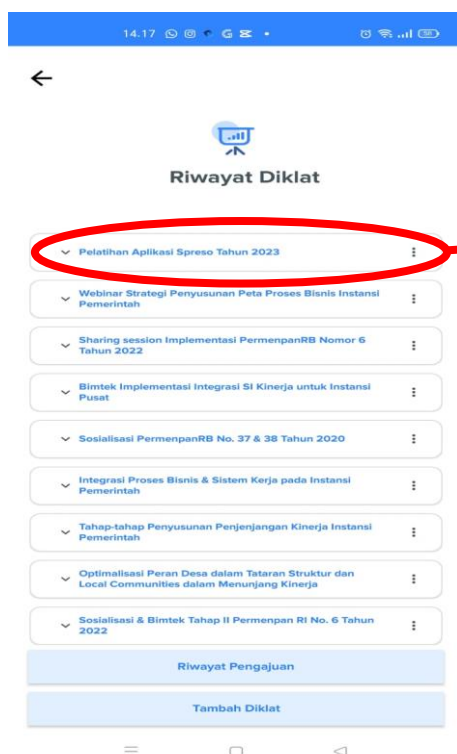 14.17
Riwayat Diklat
Pelatihan Aplikasi Spreso Tahun 2023
Webinar Strategi Penyusunan Peta Proses Bisnis Instansi
Pemerintah
Sharing session Implementasi PermenpanRB Nomor 6
Tahun 2022
Bimtek Implementasi Integrasi SI Kinerja untuk Instansi
Pusat
Sosialisasi PermenpanRB No. 37 & 38 Tahun 2020
Integrasi Proses Bisnis & Sistem Kerja pada Instansi
Pemerintah
Tahap-tahap Penyusunan Penjenjangan Kinerja Instansi
Pemerintah
Optimalisasi Peran Desa dalam Tataran Struktur dan
Local Communities dalam Menunjang Kinerja
Sosialisasi & Bimtek Tahap II Permenpan RI No. 6 Tahun
2022
Riwayat Pengajuan
Tambah Diklat